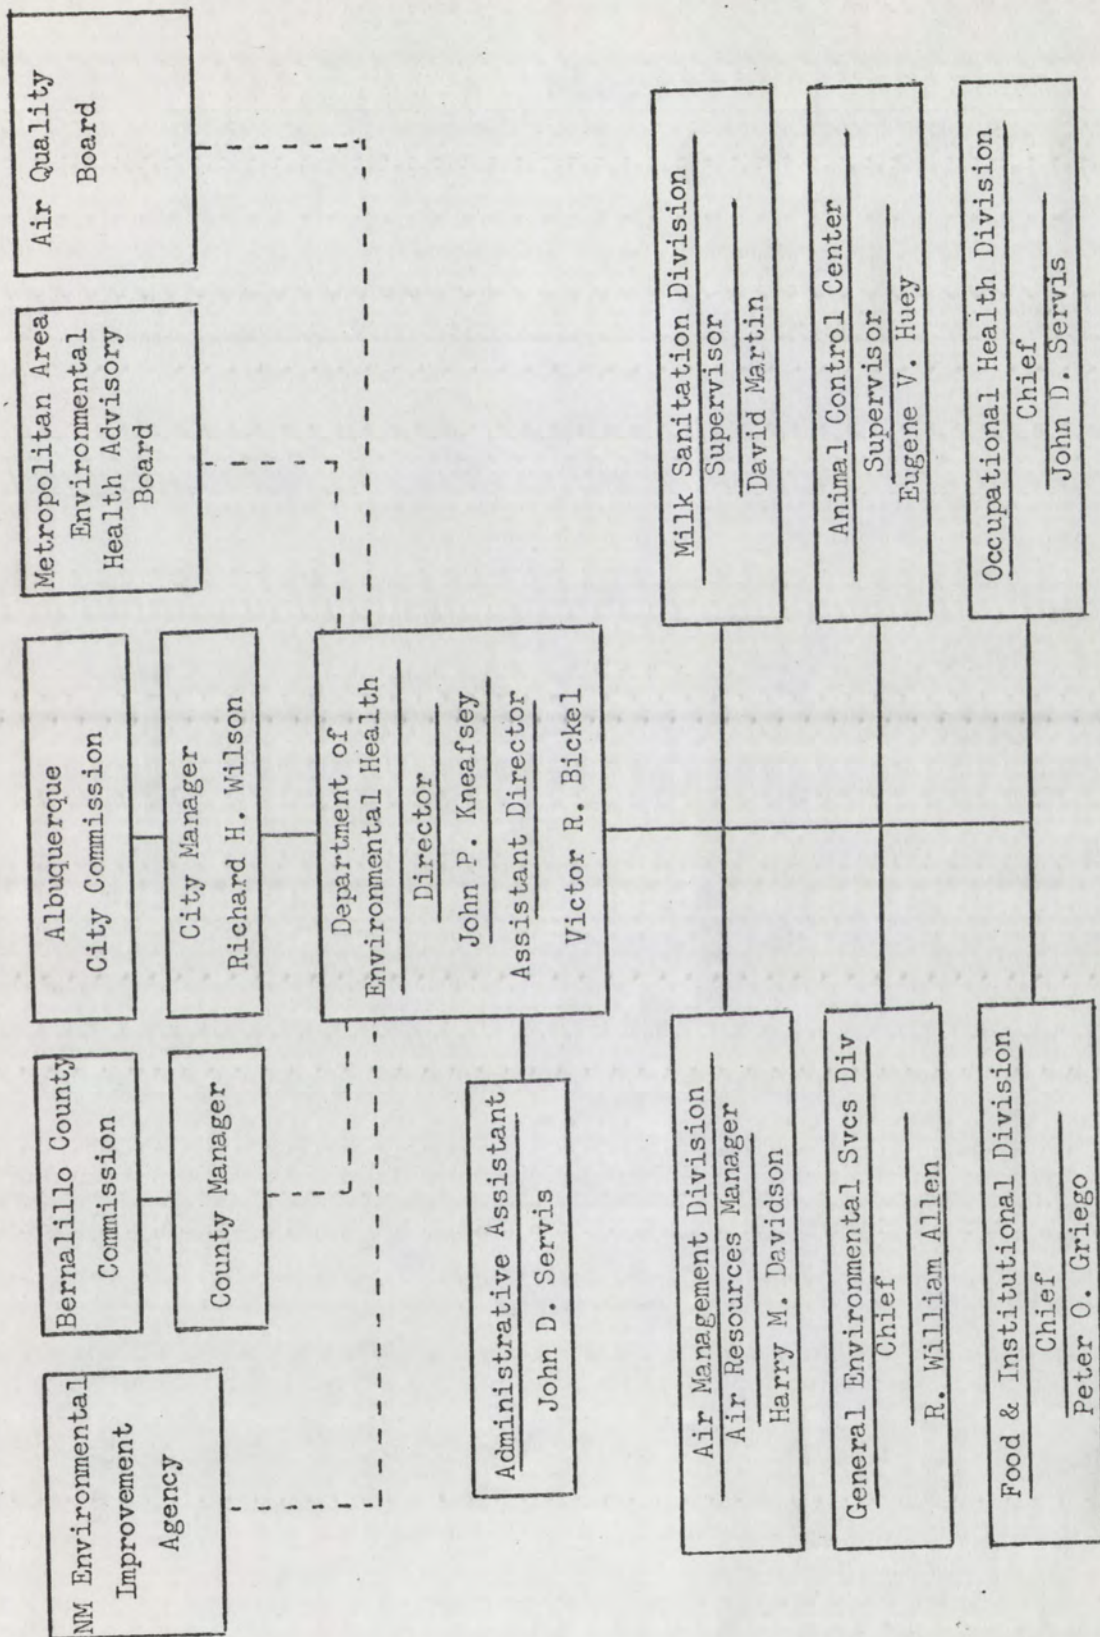 NM Environmental
Improvement
Agency
Bernalillo County
Commission
County Manager
Albuquerque
City Commission
City Manager
Richard H. Wilson
Metropolitan Area
Environmental
Health Advisory
Board
Air Quality
Board
Department of
Environmental Health
Director
John P. Kneafsey
Assistant Director
Victor R. Bickel
Administrative Assistant
John D. Servis
Air Management Division
Air Resources Manager
Harry M. Davidson
Milk Sanitation Division
Supervisor
David Martin
General Environmental Svcs Div
Chief
R. William Allen
Animal Control Center
Supervisor
Eugene V. Huey
Food & Institutional Division
Chief
Peter O. Griego
Occupational Health Division
Chief
John D. Servis